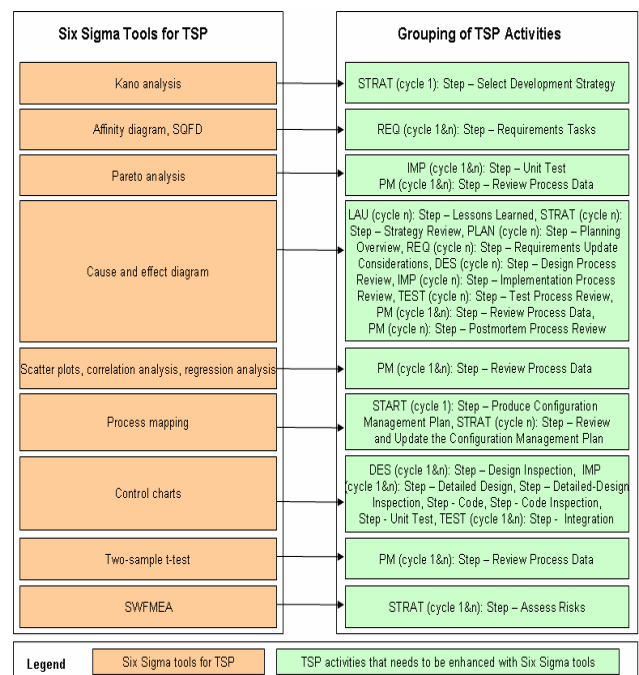 Six Sigma Tools for TSP
Grouping of TSP Activities
Kano analysis
STRAT (cycle 1): Step – Select Development Strategy
Affinity diagram, SQFD
REQ (cycle 1&n): Step – Requirements Tasks
Pareto analysis
IMP (cycle 1&n): Step – Unit Test
PM (cycle 1&n): Step – Review Process Data
Cause and effect diagram
LAU (cycle n): Step – Lessons Learned, STRAT (cycle n):
Step – Strategy Review, PLAN (cycle n): Step – Planning
Overview, REQ (cycle n): Step – Requirements Update
Considerations, DES (cycle n): Step – Design Process
Review, IMP (cycle n): Step – Implementation Process
Review, TEST (cycle n): Step – Test Process Review,
PM (cycle 1&n): Step – Review Process Data,
PM (cycle n): Step – Postmortem Process Review
Scatter plots, correlation analysis, regression analysis
PM (cycle 1&n): Step – Review Process Data
Process mapping
START (cycle 1): Step – Produce Configuration
Management Plan, STRAT (cycle n): Step – Review
and Update the Configuration Management Plan
Control charts
DES (cycle 1&n): Step – Design Inspection, IMP
(cycle 1&n): Step – Detailed Design, Step – Detailed-Design
Inspection, Step - Code, Step - Code Inspection,
Step - Unit Test, TEST (cycle 1&n): Step - Integration
Two-sample t-test
PM (cycle 1&n): Step – Review Process Data
SWFMEA
STRAT (cycle 1&n): Step – Assess Risks
Legend
Six Sigma tools for TSP
TSP activities that needs to be enhanced with Six Sigma tools